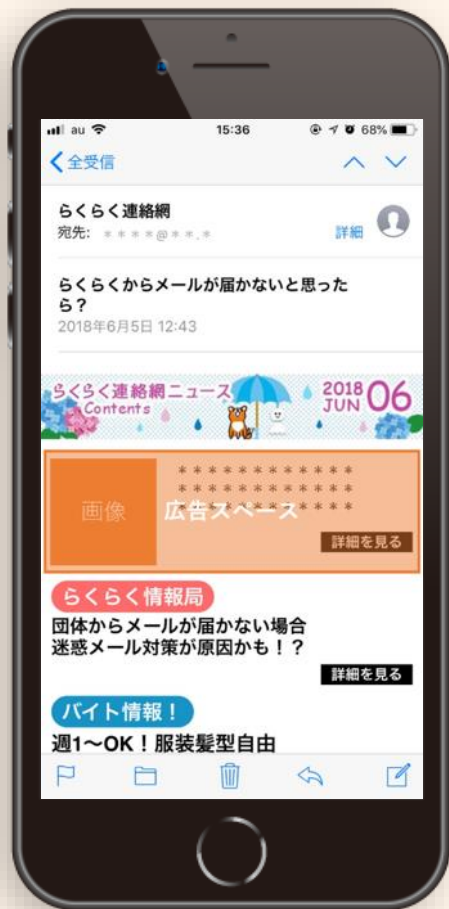 au 15:36 68%
全受信
らくらく連絡網
宛先: ****@**.* 詳細
らくらくからメールが届かないと思った
ら?
2018年6月5日 12:43
らくらく連絡網ニュース
Contents
2018
JUN 06
************
************
************
画像 広告スペース
詳細を見る
らくらく情報局
団体からメールが届かない場合
迷惑メール対策が原因かも!?
詳細を見る
バイト情報!
週1〜OK!服装髪型自由